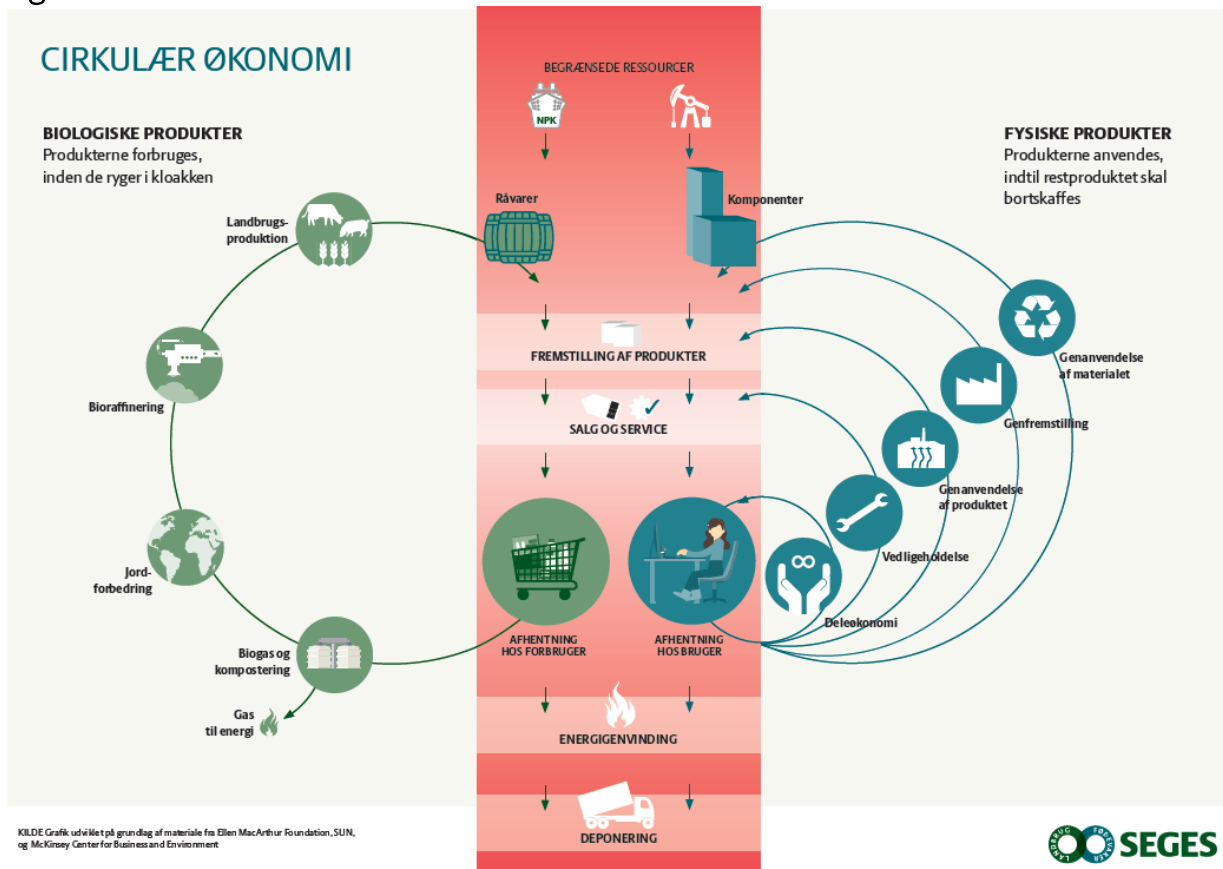 CIRKULÆR ØKONOMI
BEGRÆNSEDE RESSOURCER
NPK
BIOLOGISKE PRODUKTER
Produkterne forbruges,
inden de ryger i kloakken
FYSISKE PRODUKTER
Produkterne anvendes,
indtil restproduktet skal
bortskaffes
Landbrugs-
produktion
Råvarer
Komponenter
Bioraffinering
Jord-
forbedring
Biogas og
kompostering
Gas
til energi
FREMSTILLING AF PRODUKTER
SALG OG SERVICE
AFHENTNING
HOS FORBRUGER
AFHENTNING
HOS BRUGER
ENERGIGENVINDING
DEPONERING
Genanvendelse
af materialet
Genfremstilling
Genanvendelse
af produktet
Vedligeholdelse
Deleøkonomi
KILDE Grafik udviklet på grundlag af materiale fra Ellen MacArthur Foundation, SUN,
og McKinsey Center for Business and Environment
LANDBRUG FØDEVARER
SEGES